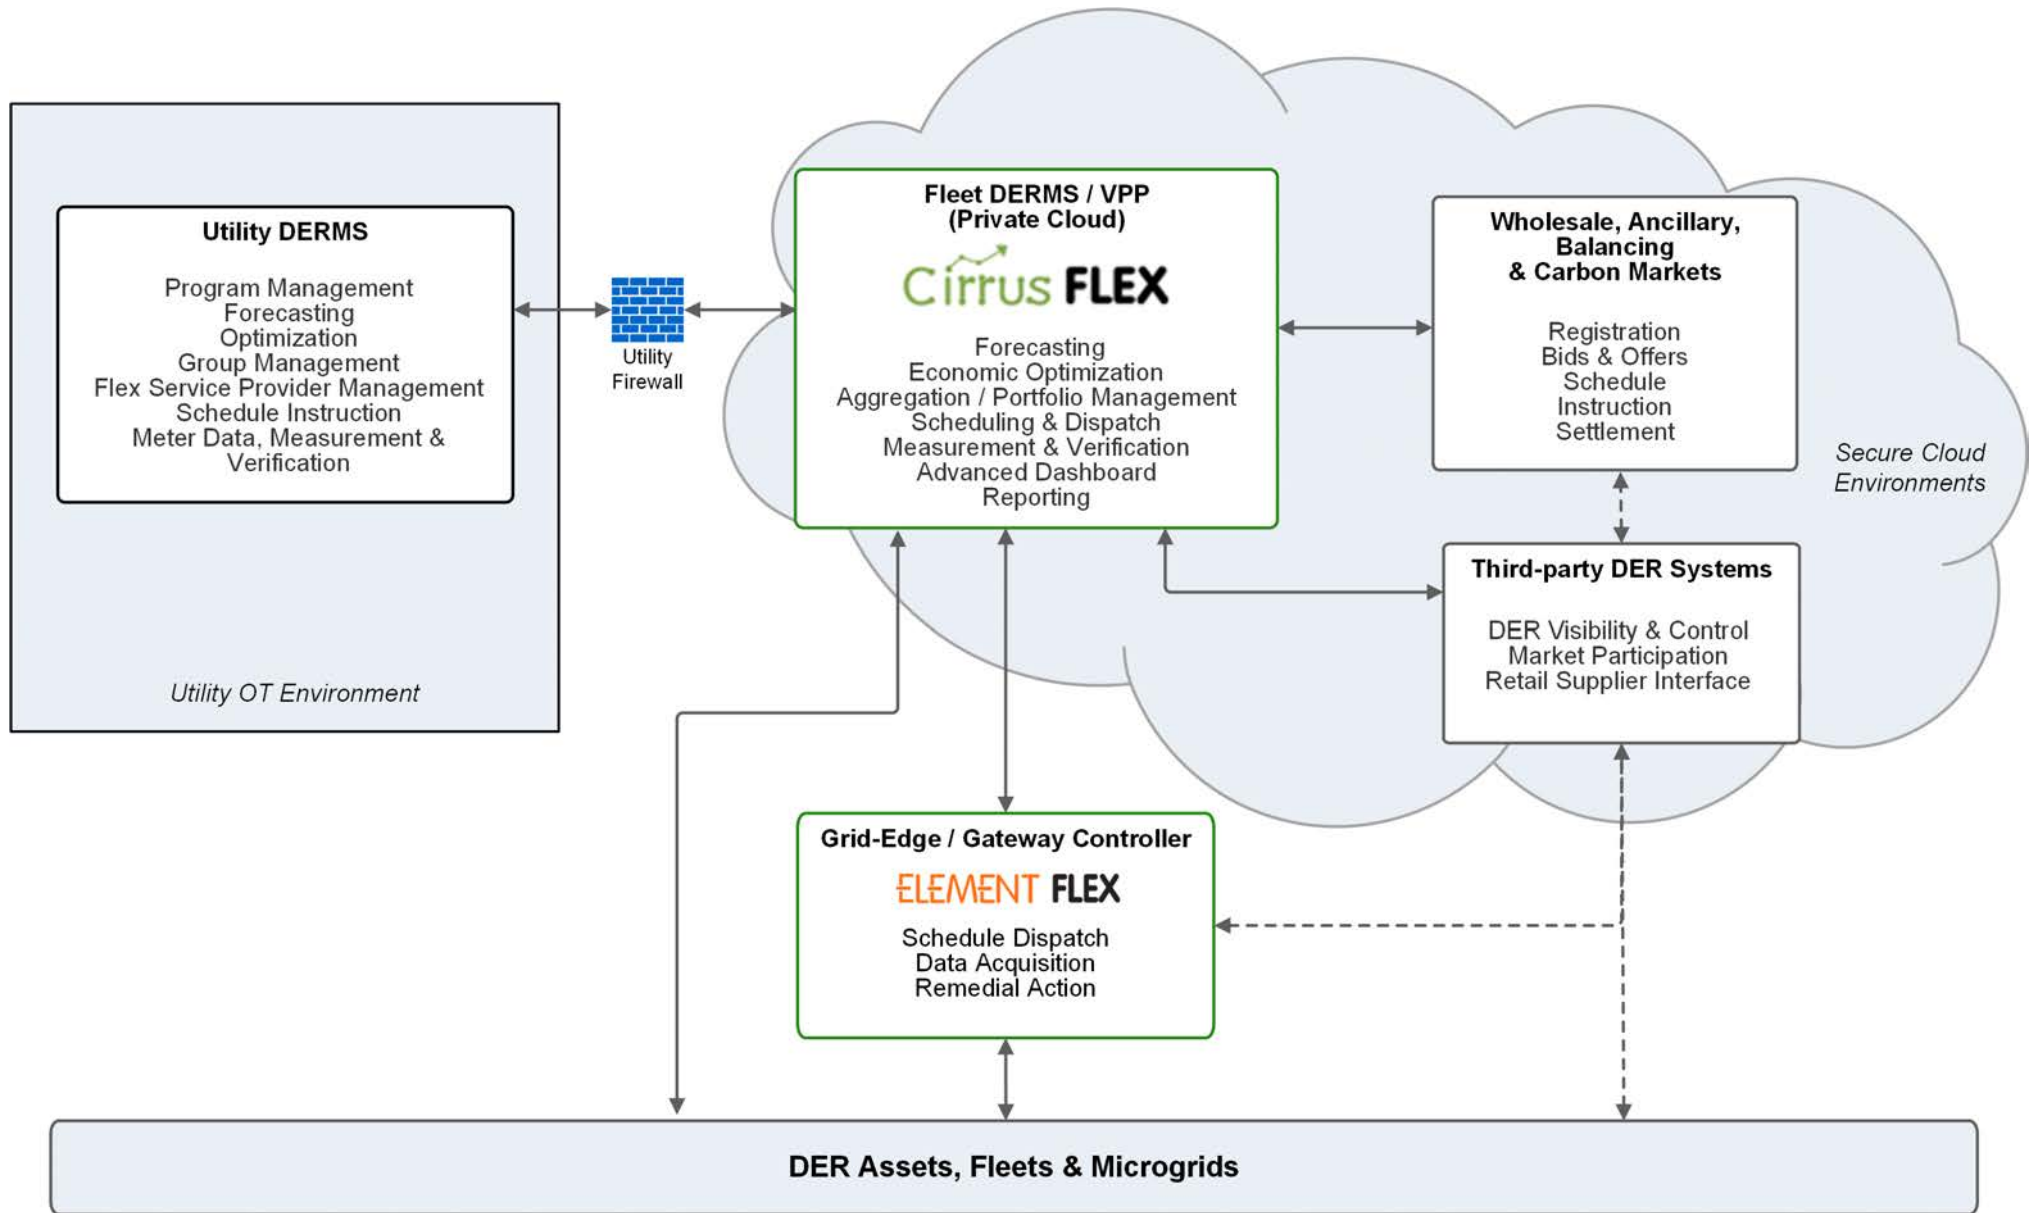 Utility DERMS
Program Management
Forecasting
Optimization
Group Management
Flex Service Provider Management
Schedule Instruction
Meter Data, Measurement &
Verification
Utility OT Environment
Utility
Firewall
Fleet DERMS / VPP
(Private Cloud)
Cirrus FLEX
Forecasting
Economic Optimization
Aggregation / Portfolio Management
Scheduling & Dispatch
Measurement & Verification
Advanced Dashboard
Reporting
Wholesale, Ancillary,
Balancing
& Carbon Markets
Registration
Bids & Offers
Schedule
Instruction
Settlement
Secure Cloud
Environments
Third-party DER Systems
DER Visibility & Control
Market Participation
Retail Supplier Interface
Grid-Edge / Gateway Controller
ELEMENT FLEX
Schedule Dispatch
Data Acquisition
Remedial Action
DER Assets, Fleets & Microgrids